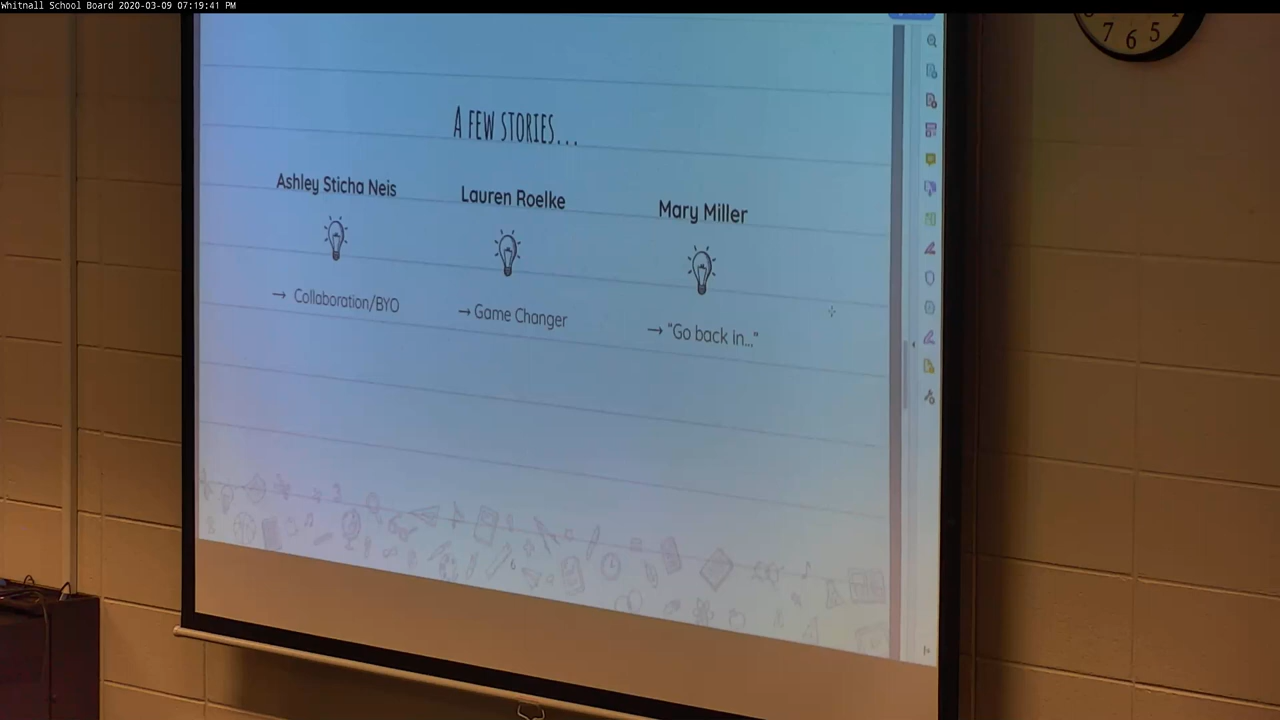 Whitnall School Board 2020-03-09 07:19:41 PM
7 6 5
A FEW STORIES...
Ashley Sticha Neis
Lauren Roelke
Mary Miller
→ Collaboration/BYO
→ Game Changer
→ "Go back in..."